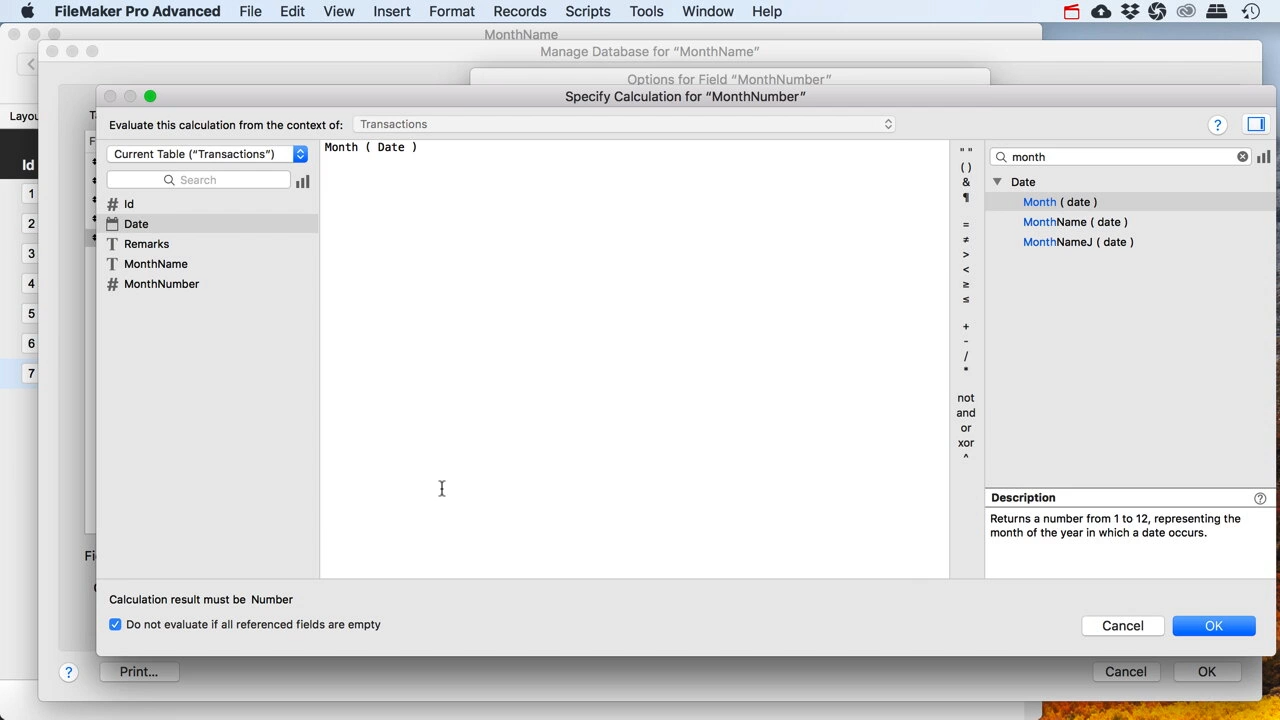 FileMaker Pro Advanced File Edit View Insert Format Records Scripts Tools Window Help
MonthName
Manage Database for “MonthName”
Options for Field “MonthNumber”
Specify Calculation for “MonthNumber”
Layou
Evaluate this calculation from the context of: Transactions
Current Table (“Transactions”)
Search
Id
Date
Remarks
MonthName
MonthNumber
Month ( Date )
" "
( )
&
¶
=
≠
>
<
≥
≤
+
-
/
*
not
and
or
xor
^
month
Date
Month ( date )
MonthName ( date )
MonthNameJ ( date )
Description
Returns a number from 1 to 12, representing the
month of the year in which a date occurs.
Id
1
2
3
4
5
6
7
Fi
Calculation result must be Number
Do not evaluate if all referenced fields are empty
Cancel OK
? Print... Cancel OK